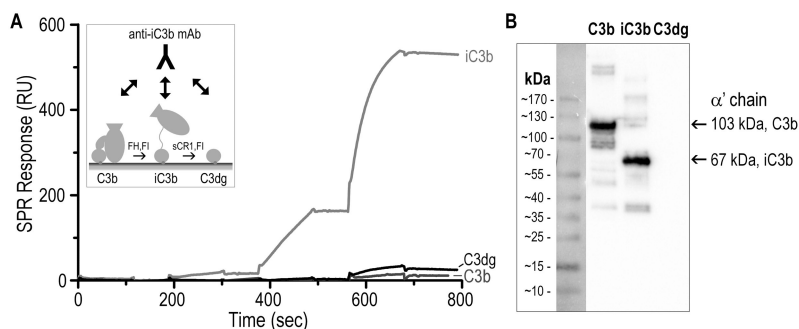 A
600
400
200
0
SPR Response (RU)
0 200 400 600 800
Time (sec)
anti-iC3b mAb
FH,FI
sCR1,FI
C3b iC3b C3dg
iC3b
C3dg
C3b
B
C3b iC3b C3dg
kDa
~170 -
~130 -
~100 -
~70 -
~55 -
~40 -
~35 -
~25 -
~15 -
~10 -
α' chain
103 kDa, C3b
67 kDa, iC3b